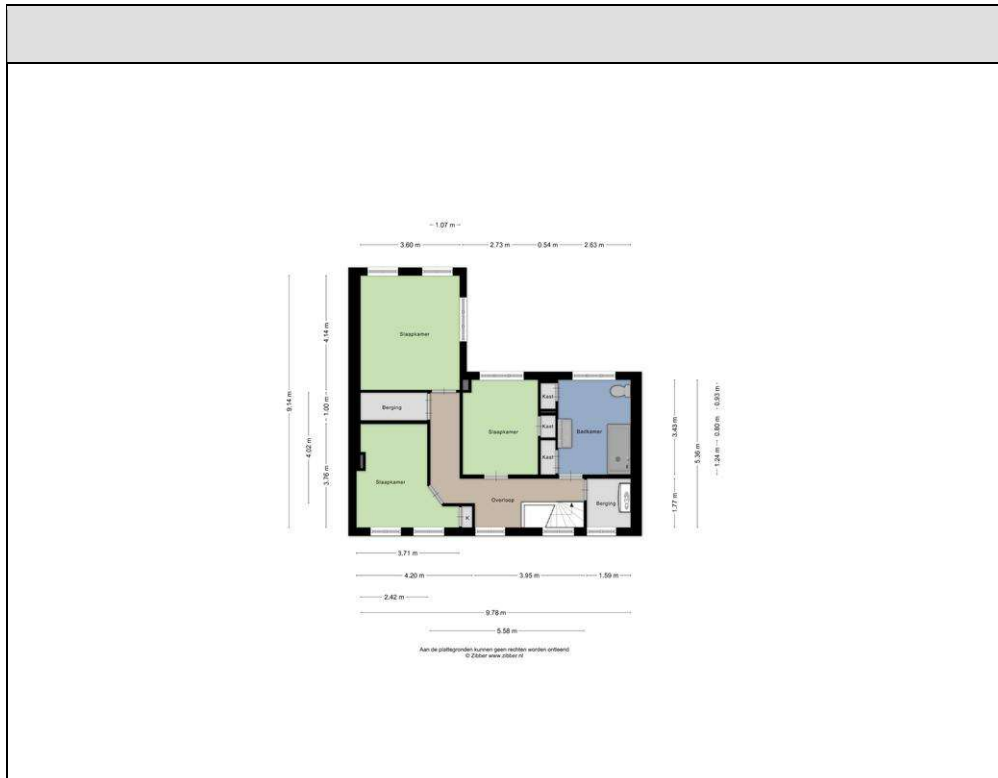 1.07 m
3.60 m
2.73 m
0.54 m
2.63 m
Slaapkamer
4.14 m
9.14 m
1.00 m
4.02 m
3.76 m
Berging
Slaapkamer
Slaapkamer
Kast
Kast
Kast
Badkamer
Overloop
K
Berging
3.43 m
5.36 m
1.77 m
0.93 m
0.80 m
1.24 m
3.71 m
4.20 m
3.95 m
1.59 m
2.42 m
9.78 m
5.58 m
Aan de plattegronden kunnen geen rechten worden ontleend
© Zibber www.zibber.nl